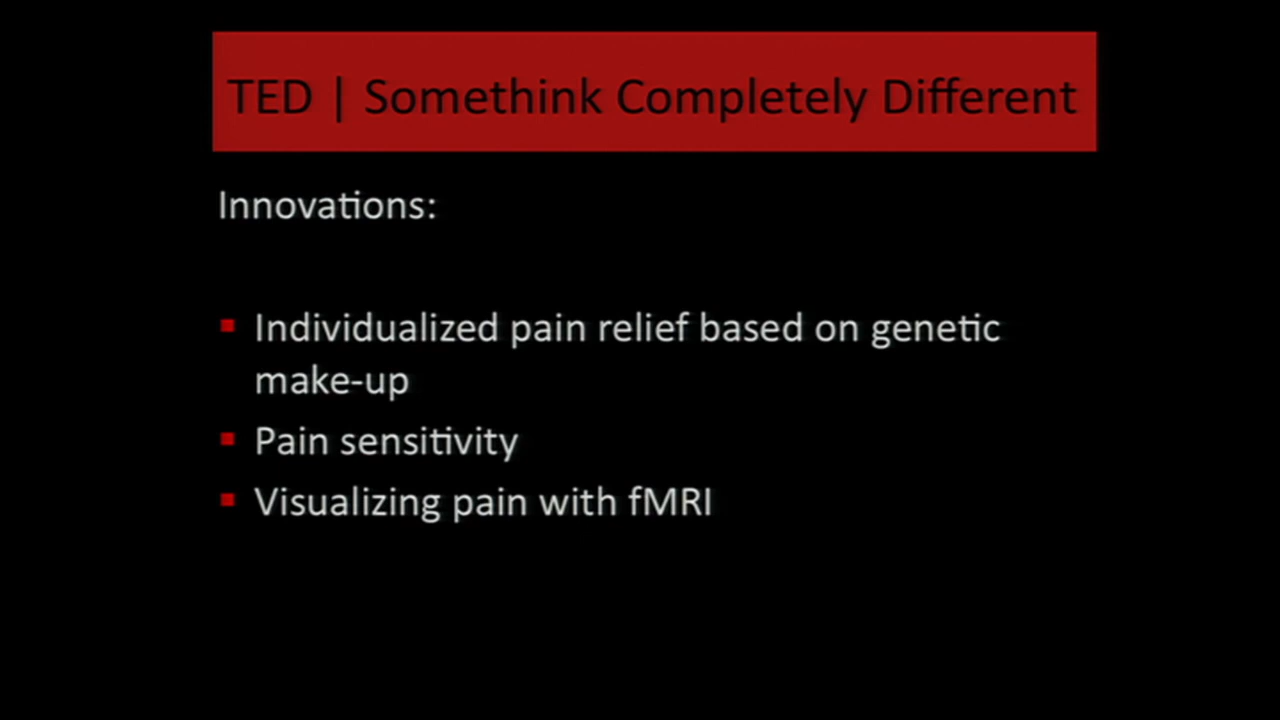 TED | Somethink Completely Different
Innovations:
Individualized pain relief based on genetic
make-up
Pain sensitivity
Visualizing pain with fMRI